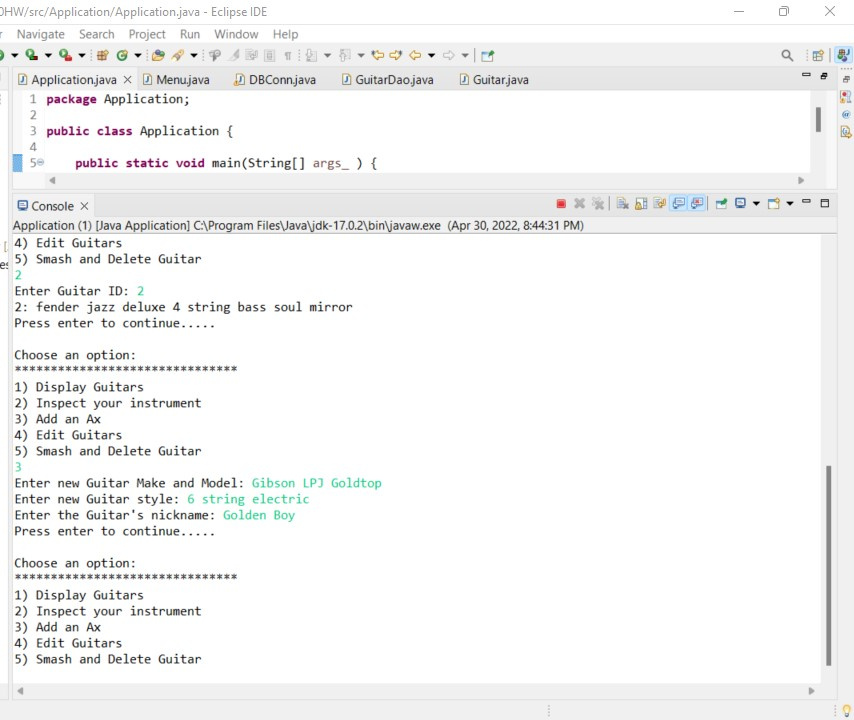 0HW/src/Application/Application.java - Eclipse IDE
r Navigate Search Project Run Window Help
Application.java Menu.java DBConn.java GuitarDao.java Guitar.java
1 package Application;
2
3 public class Application {
4
5 public static void main(String[] args_ ) {
Console
Application (1) [Java Application] C:\Program Files\Java\jdk-17.0.2\bin\javaw.exe (Apr 30, 2022, 8:44:31 PM)
4) Edit Guitars
5) Smash and Delete Guitar
2
Enter Guitar ID: 2
2: fender jazz deluxe 4 string bass soul mirror
Press enter to continue.....
Choose an option:
*******************************
1) Display Guitars
2) Inspect your instrument
3) Add an Ax
4) Edit Guitars
5) Smash and Delete Guitar
3
Enter new Guitar Make and Model: Gibson LPJ Goldtop
Enter new Guitar style: 6 string electric
Enter the Guitar's nickname: Golden Boy
Press enter to continue.....
Choose an option:
*******************************
1) Display Guitars
2) Inspect your instrument
3) Add an Ax
4) Edit Guitars
5) Smash and Delete Guitar